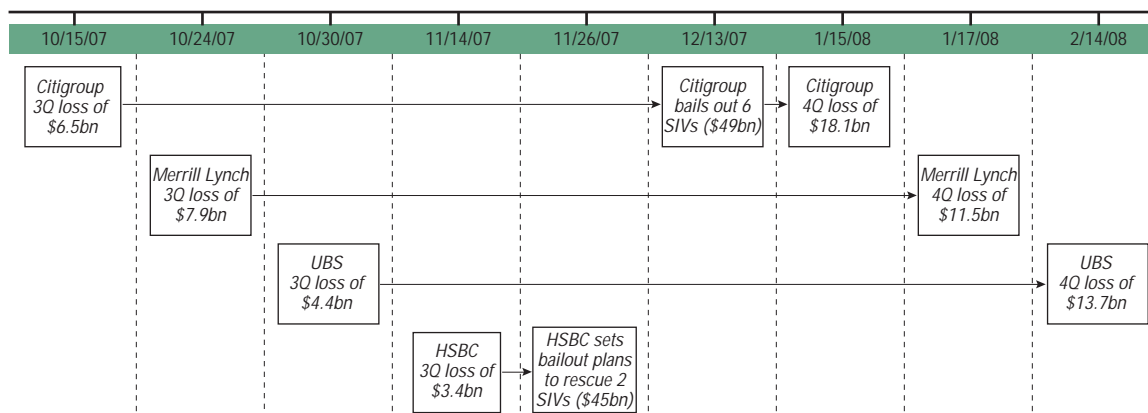 10/15/07 10/24/07 10/30/07 11/14/07 11/26/07 12/13/07 1/15/08 1/17/08 2/14/08
Citigroup
3Q loss of
$6.5bn
Citigroup
bails out 6
SIVs ($49bn)
Citigroup
4Q loss of
$18.1bn
Merrill Lynch
3Q loss of
$7.9bn
Merrill Lynch
4Q loss of
$11.5bn
UBS
3Q loss of
$4.4bn
UBS
4Q loss of
$13.7bn
HSBC
3Q loss of
$3.4bn
HSBC sets
bailout plans
to rescue 2
SIVs ($45bn)